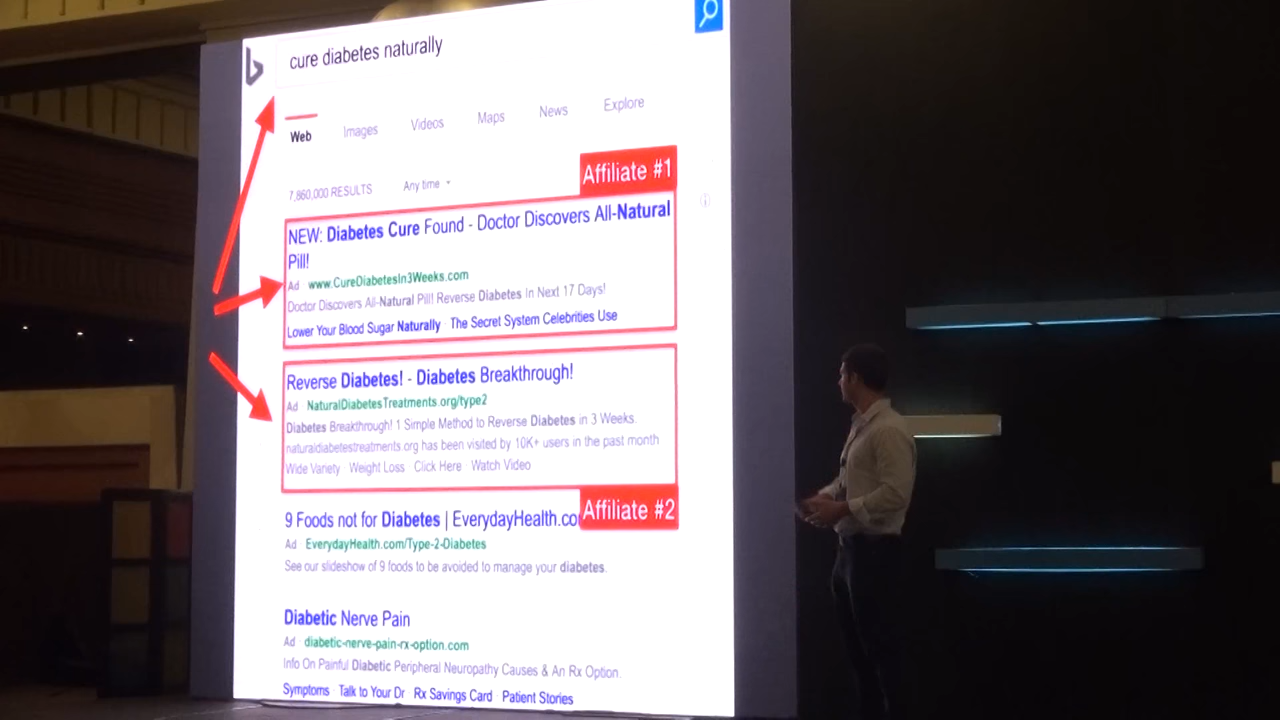 cure diabetes naturally
Web Images Videos Maps News Explore
7,860,000 RESULTS Any time
Affiliate #1
NEW: Diabetes Cure Found - Doctor Discovers All-Natural
Pill!
Ad www.CureDiabetesIn3Weeks.com
Doctor Discovers All-Natural Pill! Reverse Diabetes In Next 17 Days!
Lower Your Blood Sugar Naturally · The Secret System Celebrities Use
Reverse Diabetes! - Diabetes Breakthrough!
Ad NaturalDiabetesTreatments.org/type2
Diabetes Breakthrough! 1 Simple Method to Reverse Diabetes in 3 Weeks.
naturaldiabetestreatments.org has been visited by 10K+ users in the past month
Wide Variety · Weight Loss · Click Here · Watch Video
Affiliate #2
9 Foods not for Diabetes | EverydayHealth.co
Ad EverydayHealth.com/Type-2-Diabetes
See our slideshow of 9 foods to be avoided to manage your diabetes.
Diabetic Nerve Pain
Ad · diabetic-nerve-pain-rx-option.com
Info On Painful Diabetic Peripheral Neuropathy Causes & An Rx Option.
Symptoms · Talk to Your Dr · Rx Savings Card · Patient Stories